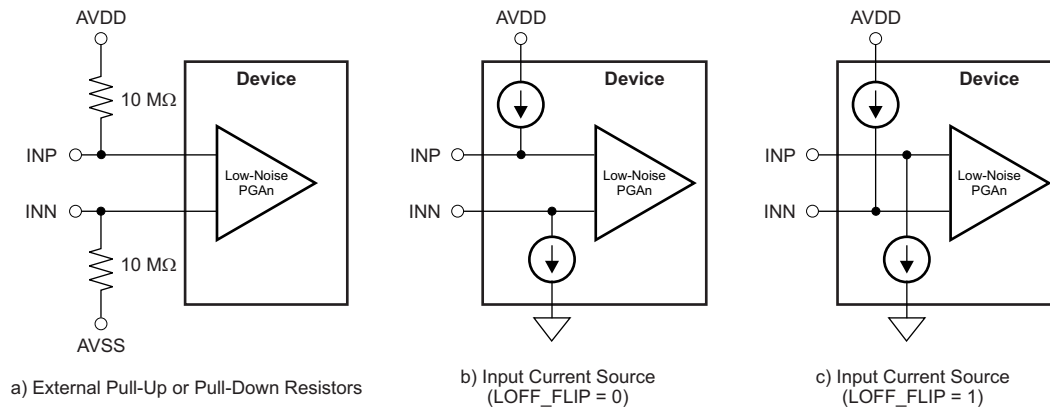 AVDD
Device
10 MΩ
INP
Low-Noise
PGAn
INN
10 MΩ
AVSS
a) External Pull-Up or Pull-Down Resistors
AVDD
Device
INP
Low-Noise
PGAn
INN
b) Input Current Source
(LOFF_FLIP = 0)
AVDD
Device
INP
Low-Noise
PGAn
INN
c) Input Current Source
(LOFF_FLIP = 1)